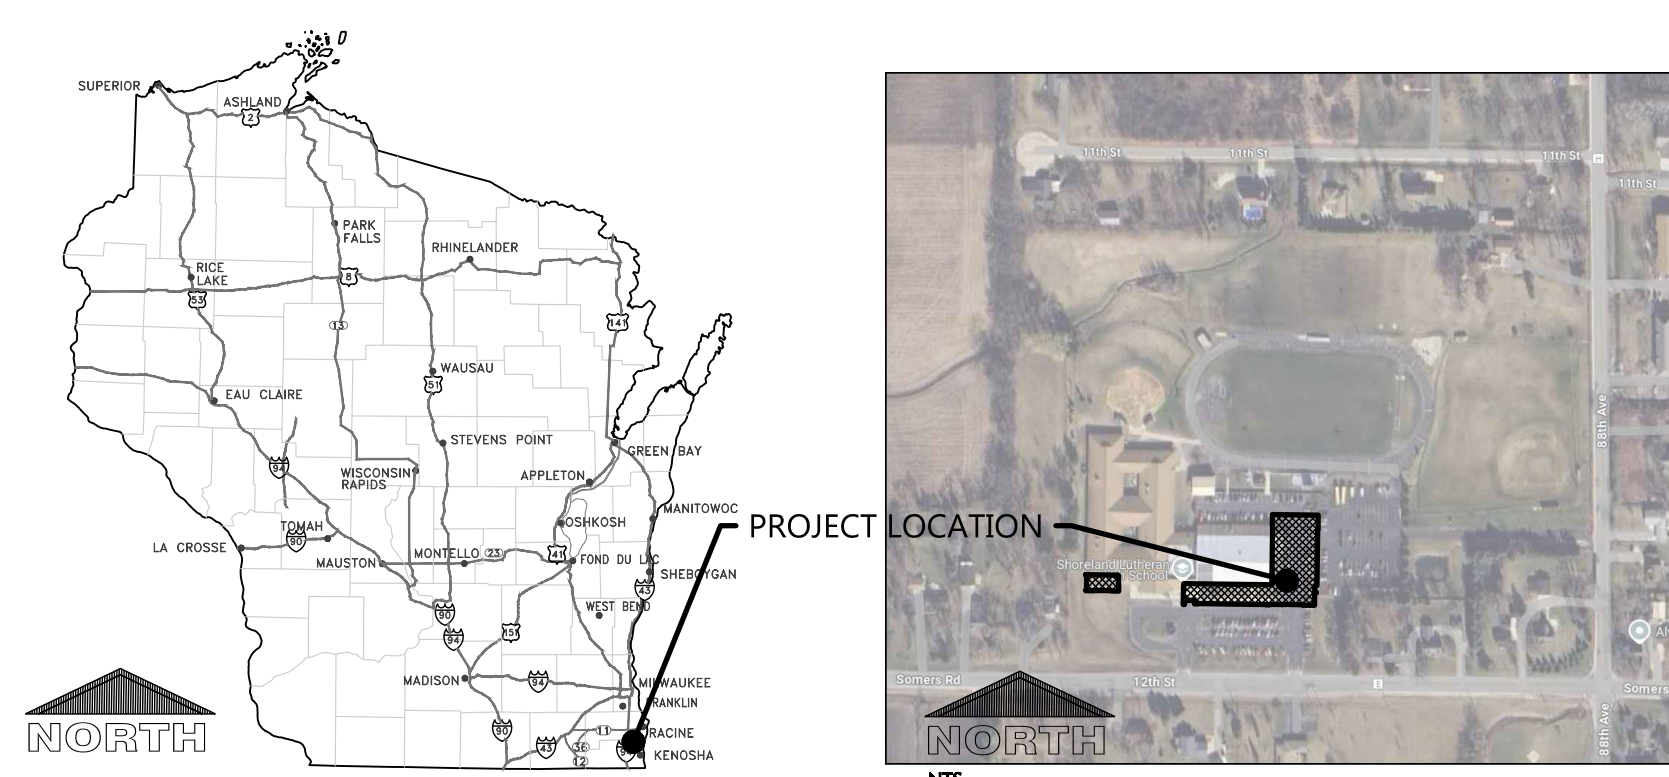 SUPERIOR
ASHLAND
2
PARK
FALLS
RHINELANDER
RICE
LAKE
8
53
13
141
WAUSAU
51
EAU CLAIRE
STEVENS POINT
GREEN BAY
94
WISCONSIN
RAPIDS
APPLETON
MANITOWOC
TOMAH
90
OSHKOSH
LA CROSSE
MAUSTON
MONTELLO
23
41
FOND DU LAC
SHEBOYGAN
43
90
WEST BEND
94
151
MADISON
94
MILWAUKEE
FRANKLIN
90
11
RACINE
43
36
12
KENOSHA
NORTH
PROJECT LOCATION
11th St
11th St
11th St
H
11th St
88th Ave
Shoreland Lutheran
School
Somers Rd
12th St
E
Somers
88th Ave
NORTH
NTS